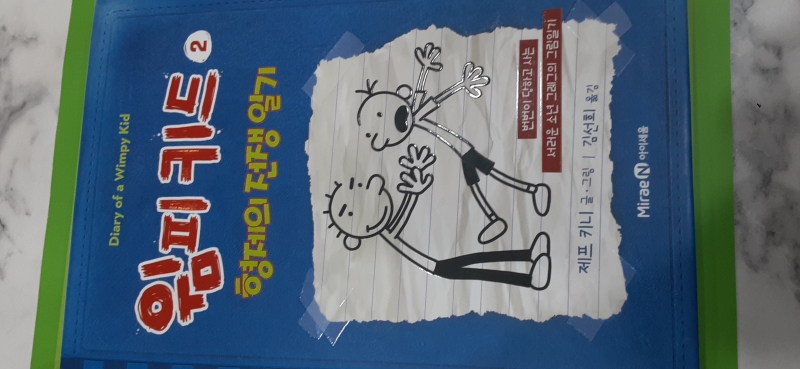 Diary of a Wimpy Kid
윔피 키드 2
형제의 전쟁 일기
번번이 당하고 사는
서러운 소년 그레그의 그림일기
제프 키니 글·그림 | 김선희 옮김
Mirae N 아이세움